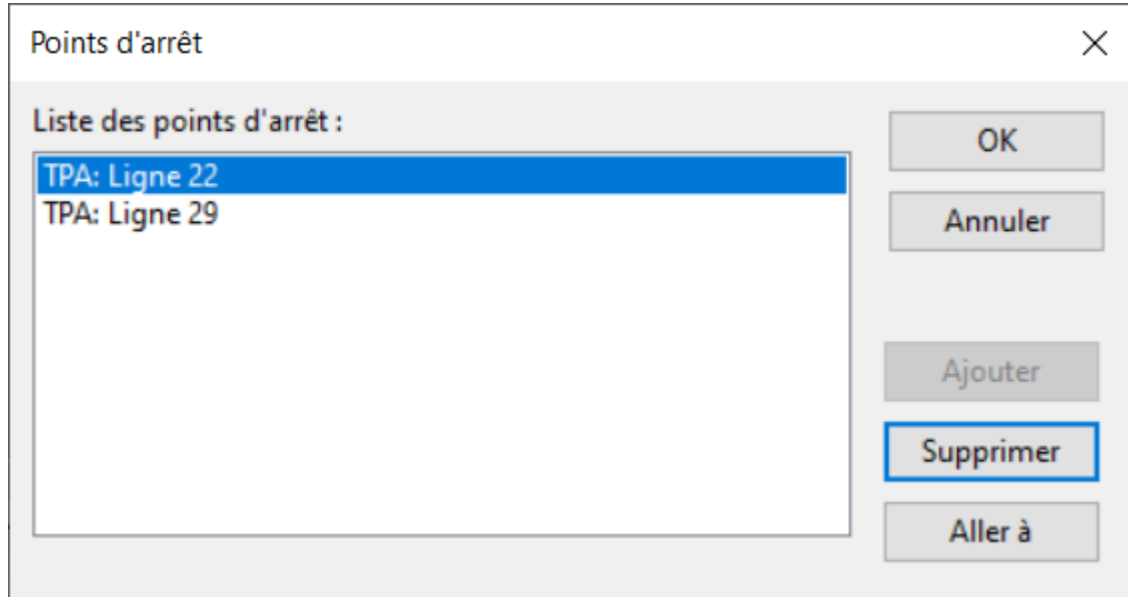 Points d'arrêt
Liste des points d'arrêt :
TPA: Ligne 22
TPA: Ligne 29
OK
Annuler
Ajouter
Supprimer
Aller à